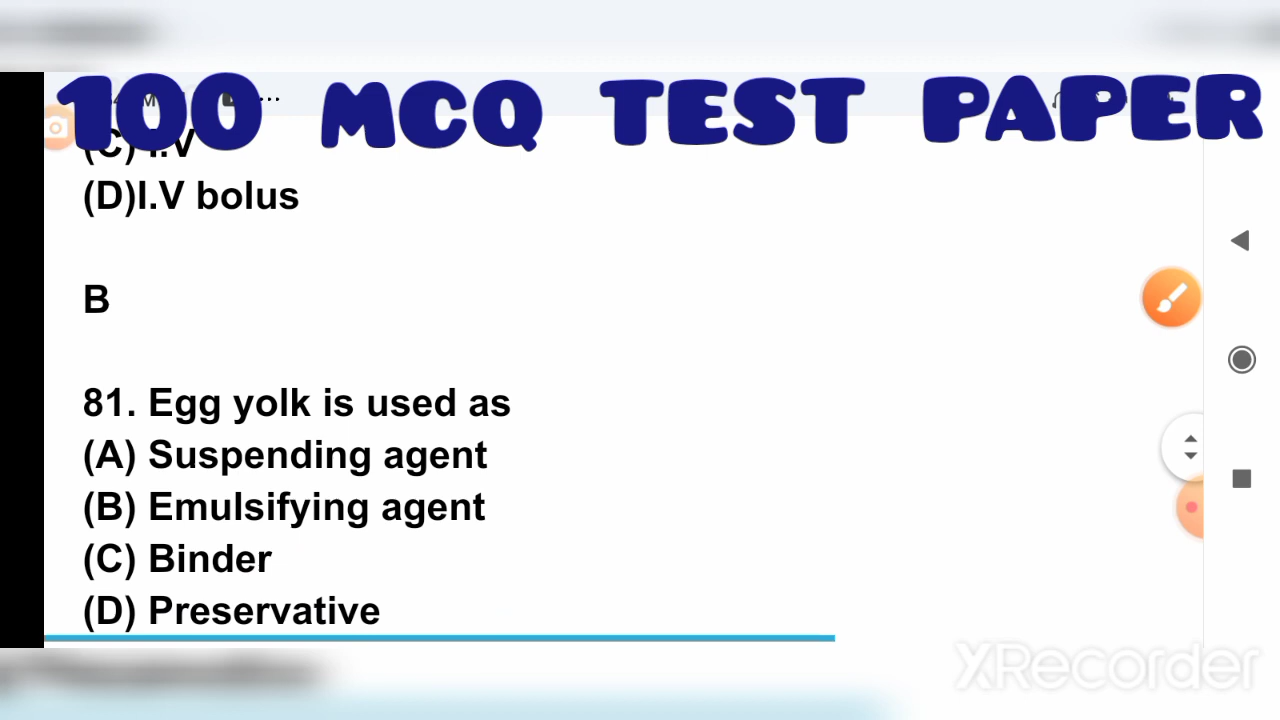 100 MCQ TEST PAPER
(C) I.V
(D)I.V bolus
B
81. Egg yolk is used as
(A) Suspending agent
(B) Emulsifying agent
(C) Binder
(D) Preservative
XRecorder